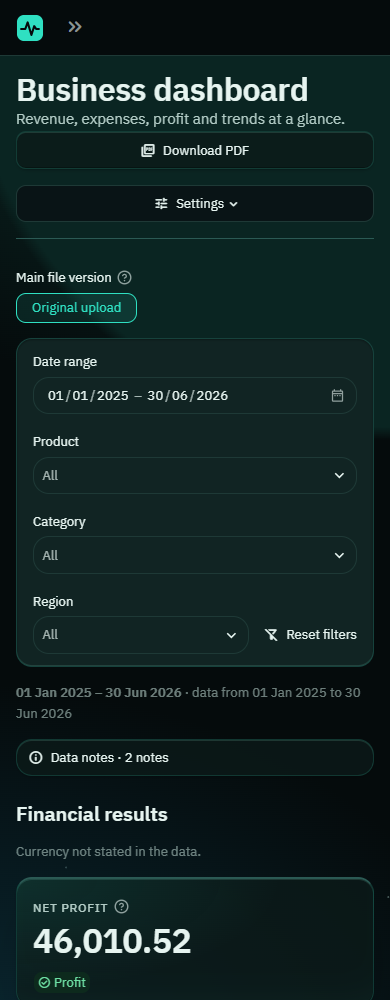 Business dashboard
Revenue, expenses, profit and trends at a glance.
Download PDF
Settings
Main file version
Original upload
Date range
01/01/2025 – 30/06/2026
Product
All
Category
All
Region
All
Reset filters
01 Jan 2025 – 30 Jun 2026 · data from 01 Jan 2025 to 30
Jun 2026
Data notes · 2 notes
Financial results
Currency not stated in the data.
NET PROFIT
46,010.52
Profit